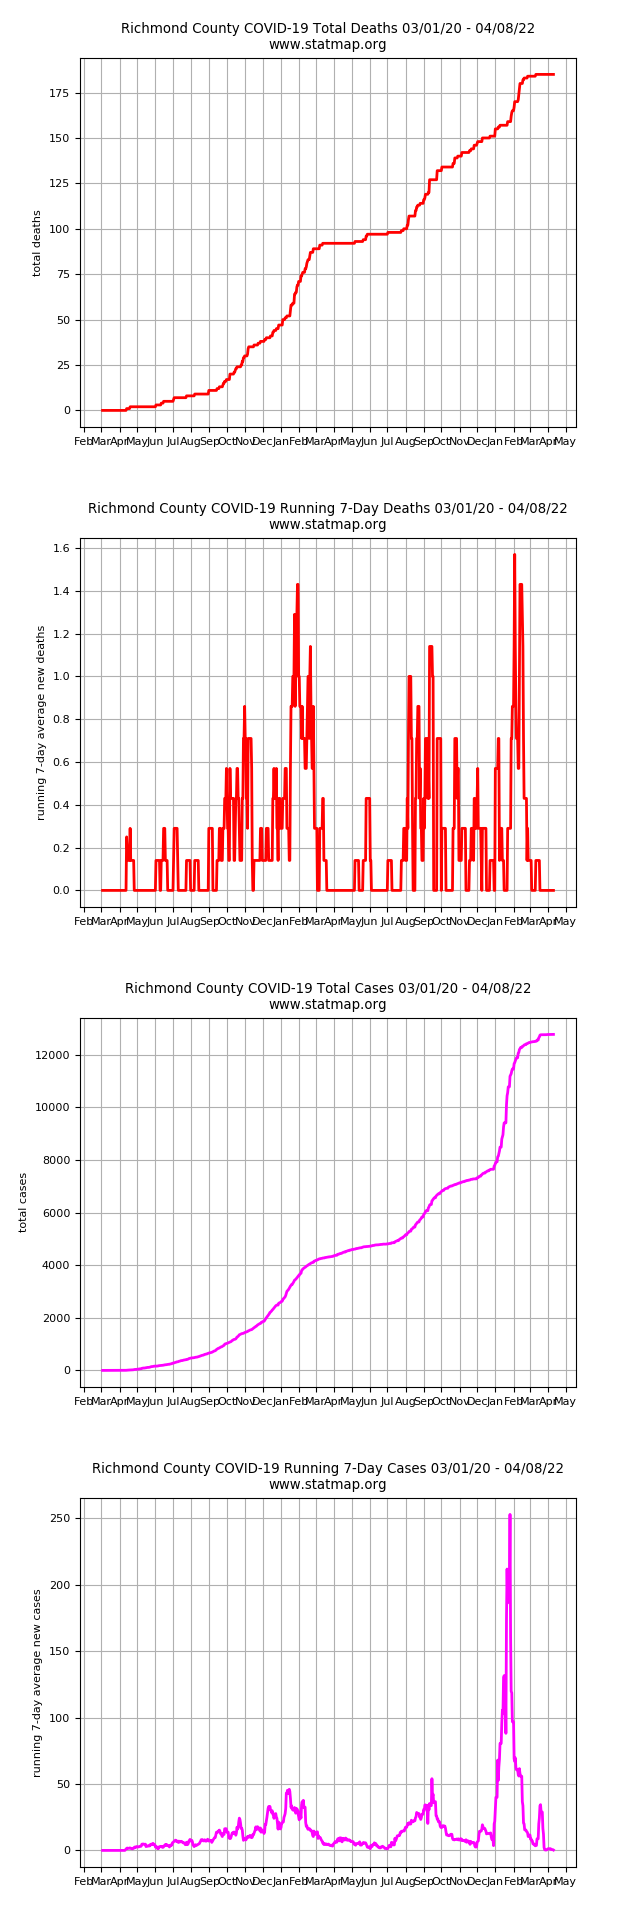 Richmond County COVID-19 Total Deaths 03/01/20 - 04/08/22
www.statmap.org
total deaths
175
150
125
100
75
50
25
0
Feb Mar Apr May Jun Jul Aug Sep Oct Nov Dec Jan Feb Mar Apr May Jun Jul Aug Sep Oct Nov Dec Jan Feb Mar Apr May
Richmond County COVID-19 Running 7-Day Deaths 03/01/20 - 04/08/22
www.statmap.org
running 7-day average new deaths
1.6
1.4
1.2
1.0
0.8
0.6
0.4
0.2
0.0
Feb Mar Apr May Jun Jul Aug Sep Oct Nov Dec Jan Feb Mar Apr May Jun Jul Aug Sep Oct Nov Dec Jan Feb Mar Apr May
Richmond County COVID-19 Total Cases 03/01/20 - 04/08/22
www.statmap.org
total cases
12000
10000
8000
6000
4000
2000
0
Feb Mar Apr May Jun Jul Aug Sep Oct Nov Dec Jan Feb Mar Apr May Jun Jul Aug Sep Oct Nov Dec Jan Feb Mar Apr May
Richmond County COVID-19 Running 7-Day Cases 03/01/20 - 04/08/22
www.statmap.org
running 7-day average new cases
250
200
150
100
50
0
Feb Mar Apr May Jun Jul Aug Sep Oct Nov Dec Jan Feb Mar Apr May Jun Jul Aug Sep Oct Nov Dec Jan Feb Mar Apr May